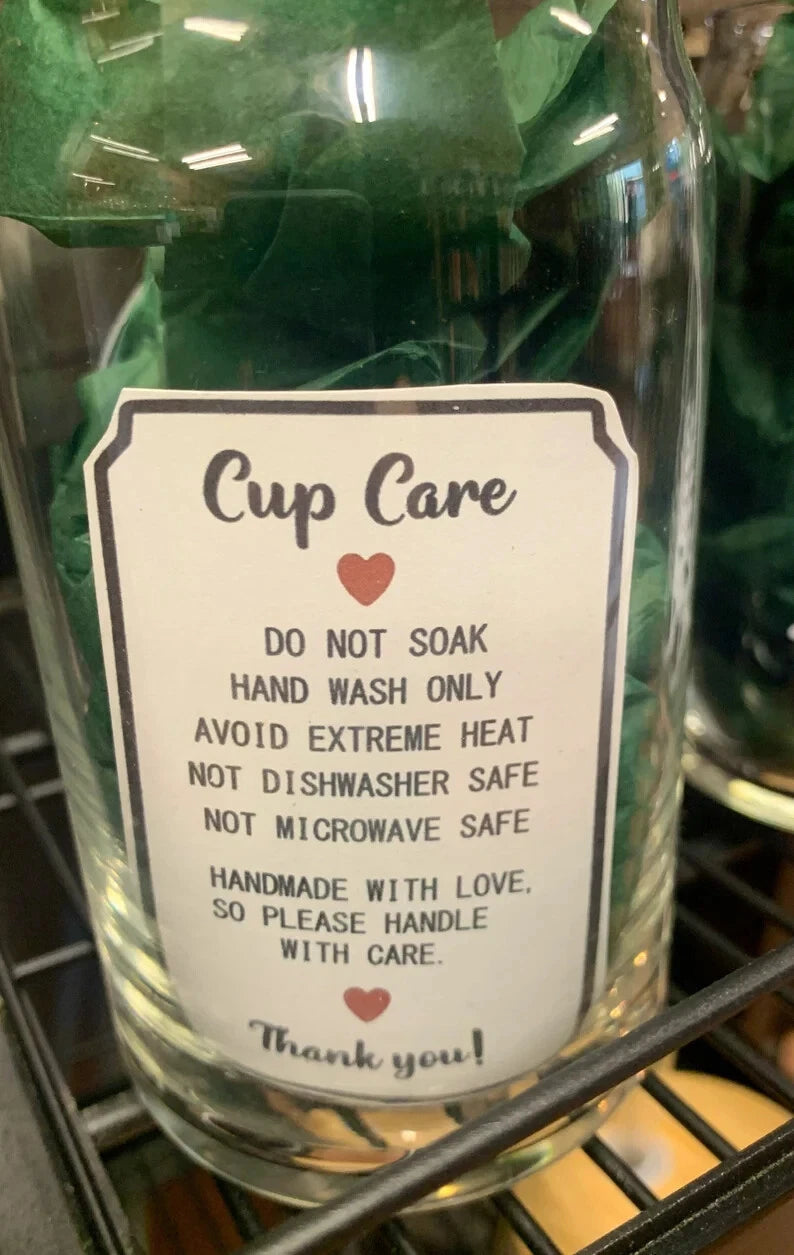 Cup Care
DO NOT SOAK
HAND WASH ONLY
AVOID EXTREME HEAT
NOT DISHWASHER SAFE
NOT MICROWAVE SAFE
HANDMADE WITH LOVE,
SO PLEASE HANDLE
WITH CARE.
Thank you!